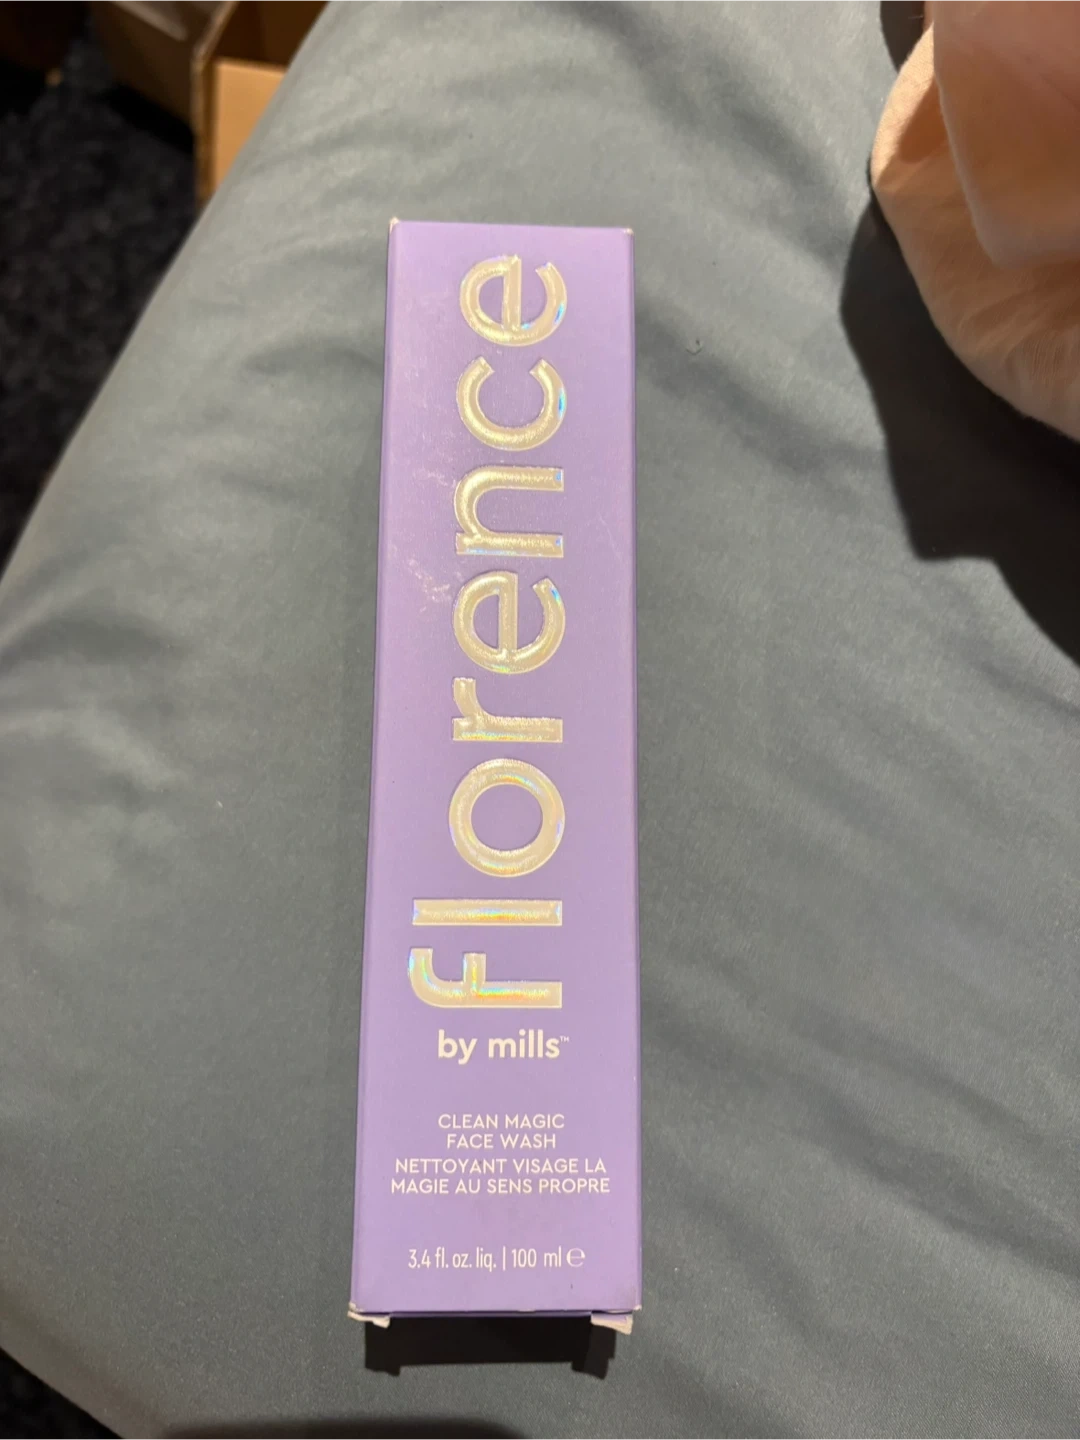 florence
by mills™
CLEAN MAGIC
FACE WASH
NETTOYANT VISAGE LA
MAGIE AU SENS PROPRE
3.4 fl. oz. liq. | 100 ml ℮